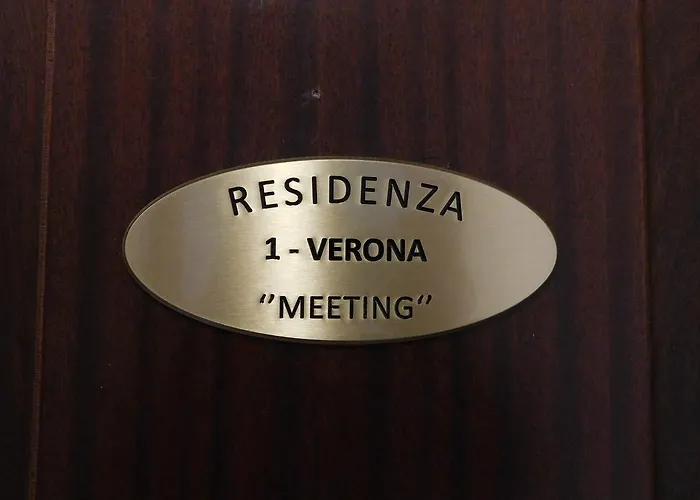 RESIDENZA
1 - VERONA
‘’MEETING‘’